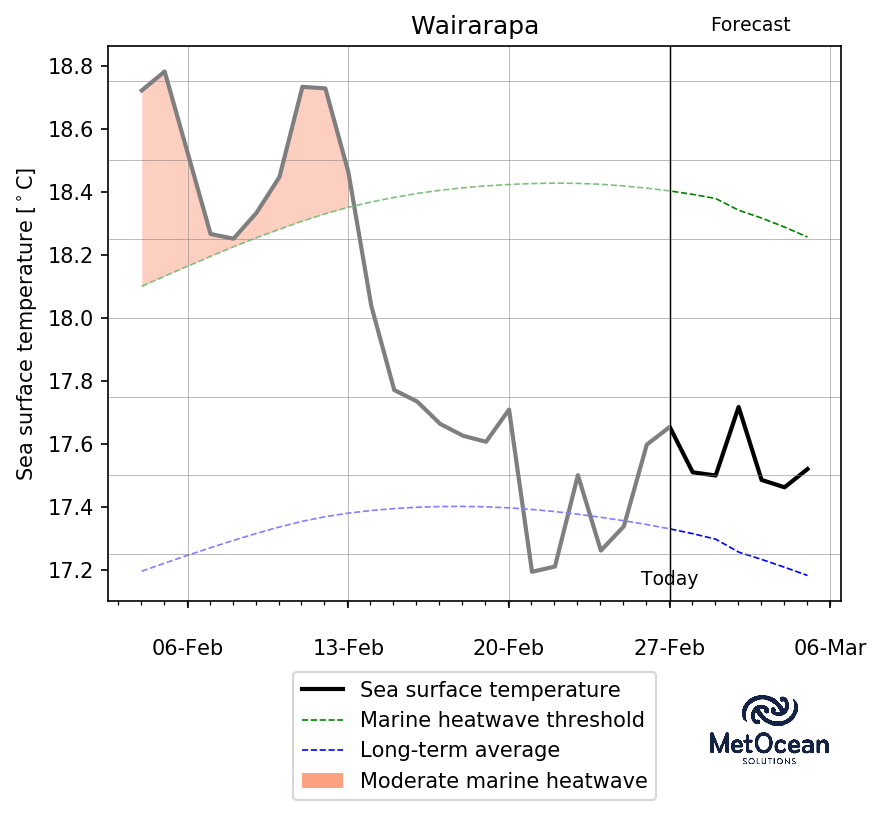 Wairarapa
Forecast
Sea surface temperature [°C]
18.8
18.6
18.4
18.2
18.0
17.8
17.6
17.4
17.2
Today
06-Feb
13-Feb
20-Feb
27-Feb
06-Mar
Sea surface temperature
Marine heatwave threshold
Long-term average
Moderate marine heatwave
MetOcean
SOLUTIONS